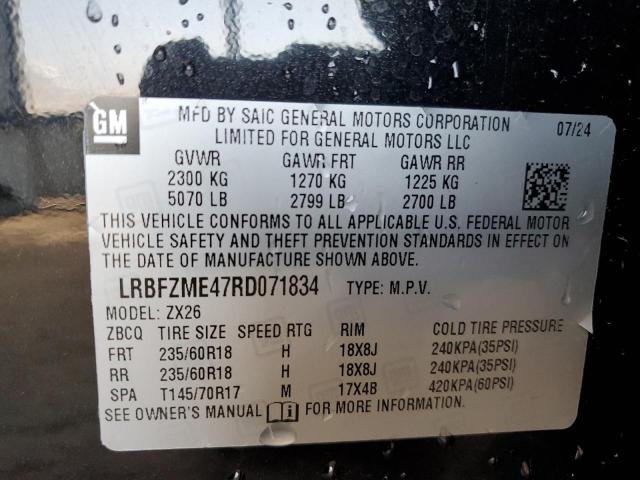 GM
MFD BY SAIC GENERAL MOTORS CORPORATION 07/24
LIMITED FOR GENERAL MOTORS LLC
GVWR GAWR FRT GAWR RR
2300 KG 1270 KG 1225 KG
5070 LB 2799 LB 2700 LB
THIS VEHICLE CONFORMS TO ALL APPLICABLE U.S. FEDERAL MOTOR
VEHICLE SAFETY AND THEFT PREVENTION STANDARDS IN EFFECT ON
THE DATE OF MANUFACTURE SHOWN ABOVE.
LRBFZME47RD071834 TYPE: M.P.V.
MODEL: ZX26
ZBCQ TIRE SIZE SPEED RTG RIM COLD TIRE PRESSURE
FRT 235/60R18 H 18X8J 240KPA(35PSI)
RR 235/60R18 H 18X8J 240KPA(35PSI)
SPA T145/70R17 M 17X4B 420KPA(60PSI)
SEE OWNER'S MANUAL FOR MORE INFORMATION.